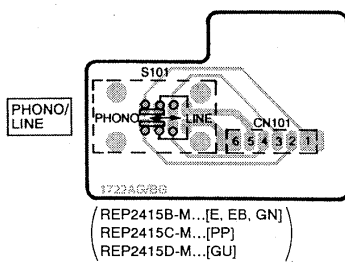 S101
PHONO/
LINE
PHONO
LINE
CN101
6 5 4 3 2 1
1722AG/BG
REP2415B-M...[E, EB, GN]
REP2415C-M...[PP]
REP2415D-M...[GU]